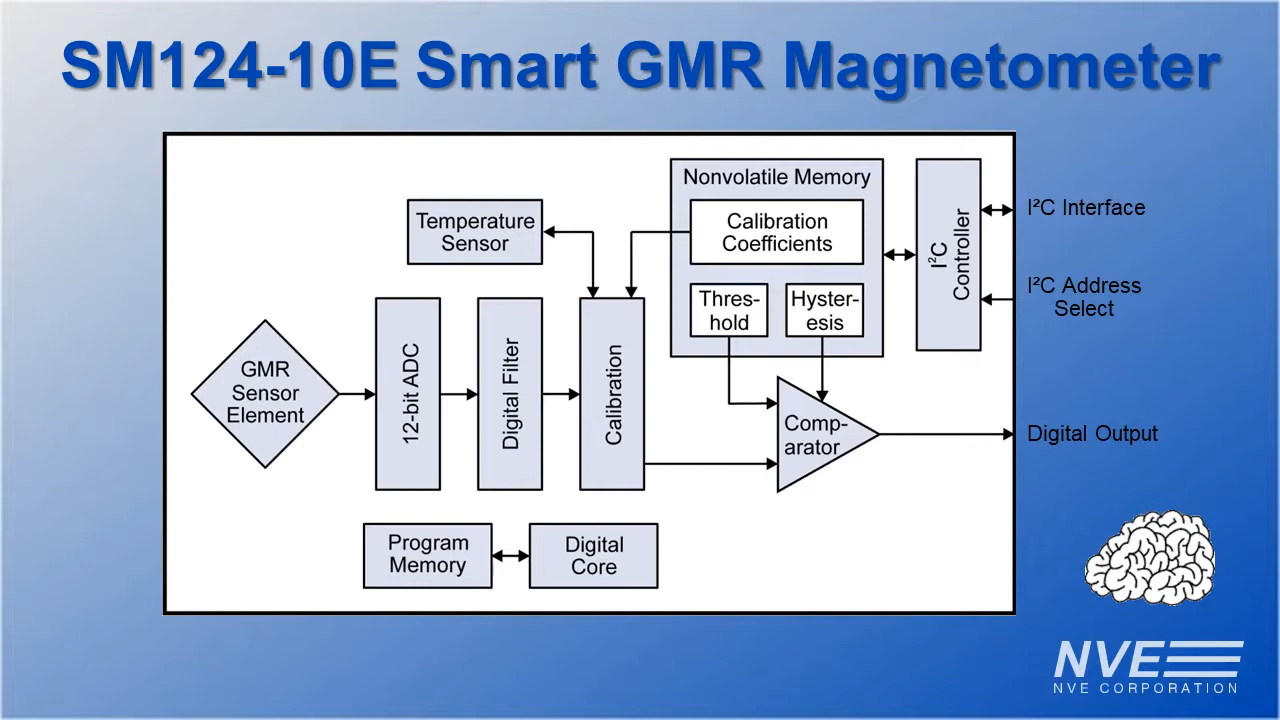 SM124-10E Smart GMR Magnetometer
Nonvolatile Memory
Temperature
Sensor
Calibration
Coefficients
I²C
Controller
I²C Interface
I²C Address
Select
Thres-
hold
Hyster-
esis
GMR
Sensor
Element
12-bit ADC
Digital Filter
Calibration
Comp-
arator
Digital Output
Program
Memory
Digital
Core
NVE
NVE CORPORATION